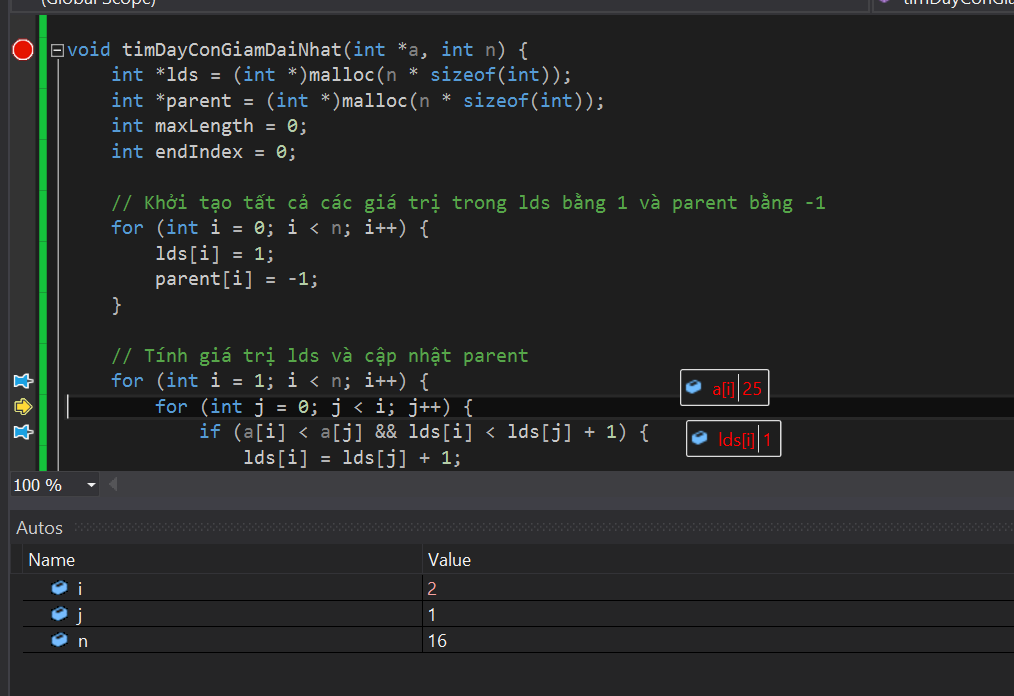 (Global Scope)
timDayConGia
void timDayConGiamDaiNhat(int *a, int n) {
int *lds = (int *)malloc(n * sizeof(int));
int *parent = (int *)malloc(n * sizeof(int));
int maxLength = 0;
int endIndex = 0;
// Khởi tạo tất cả các giá trị trong lds bằng 1 và parent bằng -1
for (int i = 0; i < n; i++) {
lds[i] = 1;
parent[i] = -1;
}
// Tính giá trị lds và cập nhật parent
for (int i = 1; i < n; i++) {
a[i] 25
for (int j = 0; j < i; j++) {
if (a[i] < a[j] && lds[i] < lds[j] + 1) {
lds[i] 1
lds[i] = lds[j] + 1;
100 %
Autos
Name Value
i 2
j 1
n 16